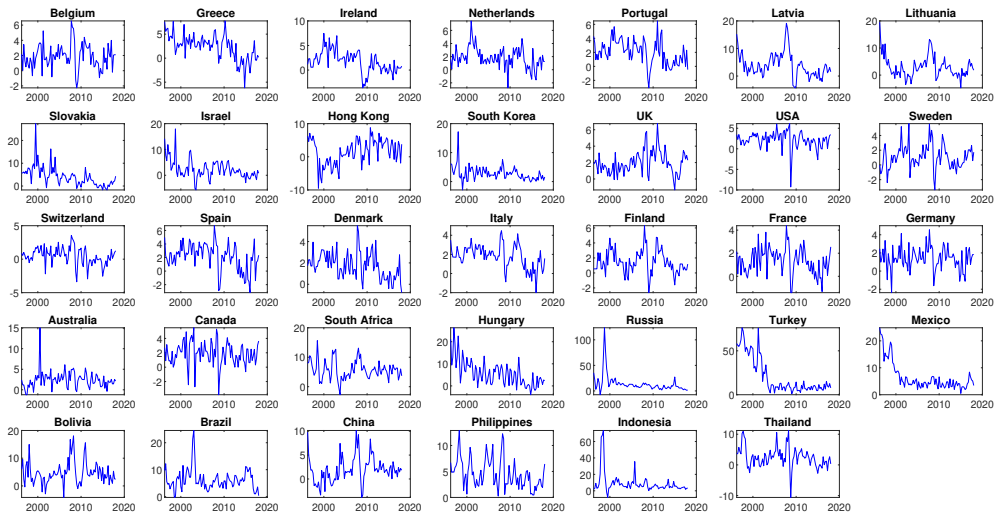 Belgium Greece Ireland Netherlands Portugal Latvia Lithuania
6 4 2 0 -2 2000 2010 2020
5 0 -5 2000 2010 2020
10 5 0 2000 2010 2020
6 4 2 0 -2 2000 2010 2020
6 4 2 0 -2 2000 2010 2020
20 10 0 2000 2010 2020
20 10 0 2000 2010 2020
Slovakia Israel Hong Kong South Korea UK USA Sweden
20 10 0 2000 2010 2020
20 10 0 2000 2010 2020
10 0 -10 2000 2010 2020
20 10 0 2000 2010 2020
6 4 2 0 2000 2010 2020
5 0 -5 -10 2000 2010 2020
4 2 0 -2 2000 2010 2020
Switzerland Spain Denmark Italy Finland France Germany
5 0 -5 2000 2010 2020
6 4 2 0 -2 2000 2010 2020
4 2 0 2000 2010 2020
4 2 0 -2 2000 2010 2020
6 4 2 0 -2 2000 2010 2020
4 2 0 2000 2010 2020
4 2 0 -2 2000 2010 2020
Australia Canada South Africa Hungary Russia Turkey Mexico
15 10 5 0 2000 2010 2020
4 2 0 -2 2000 2010 2020
20 15 10 5 0 2000 2010 2020
20 10 0 2000 2010 2020
100 50 0 2000 2010 2020
50 0 2000 2010 2020
20 10 0 2000 2010 2020
Bolivia Brazil China Philippines Indonesia Thailand
20 10 0 2000 2010 2020
20 10 0 2000 2010 2020
10 5 0 2000 2010 2020
10 5 0 2000 2010 2020
60 40 20 0 2000 2010 2020
10 0 -10 2000 2010 2020